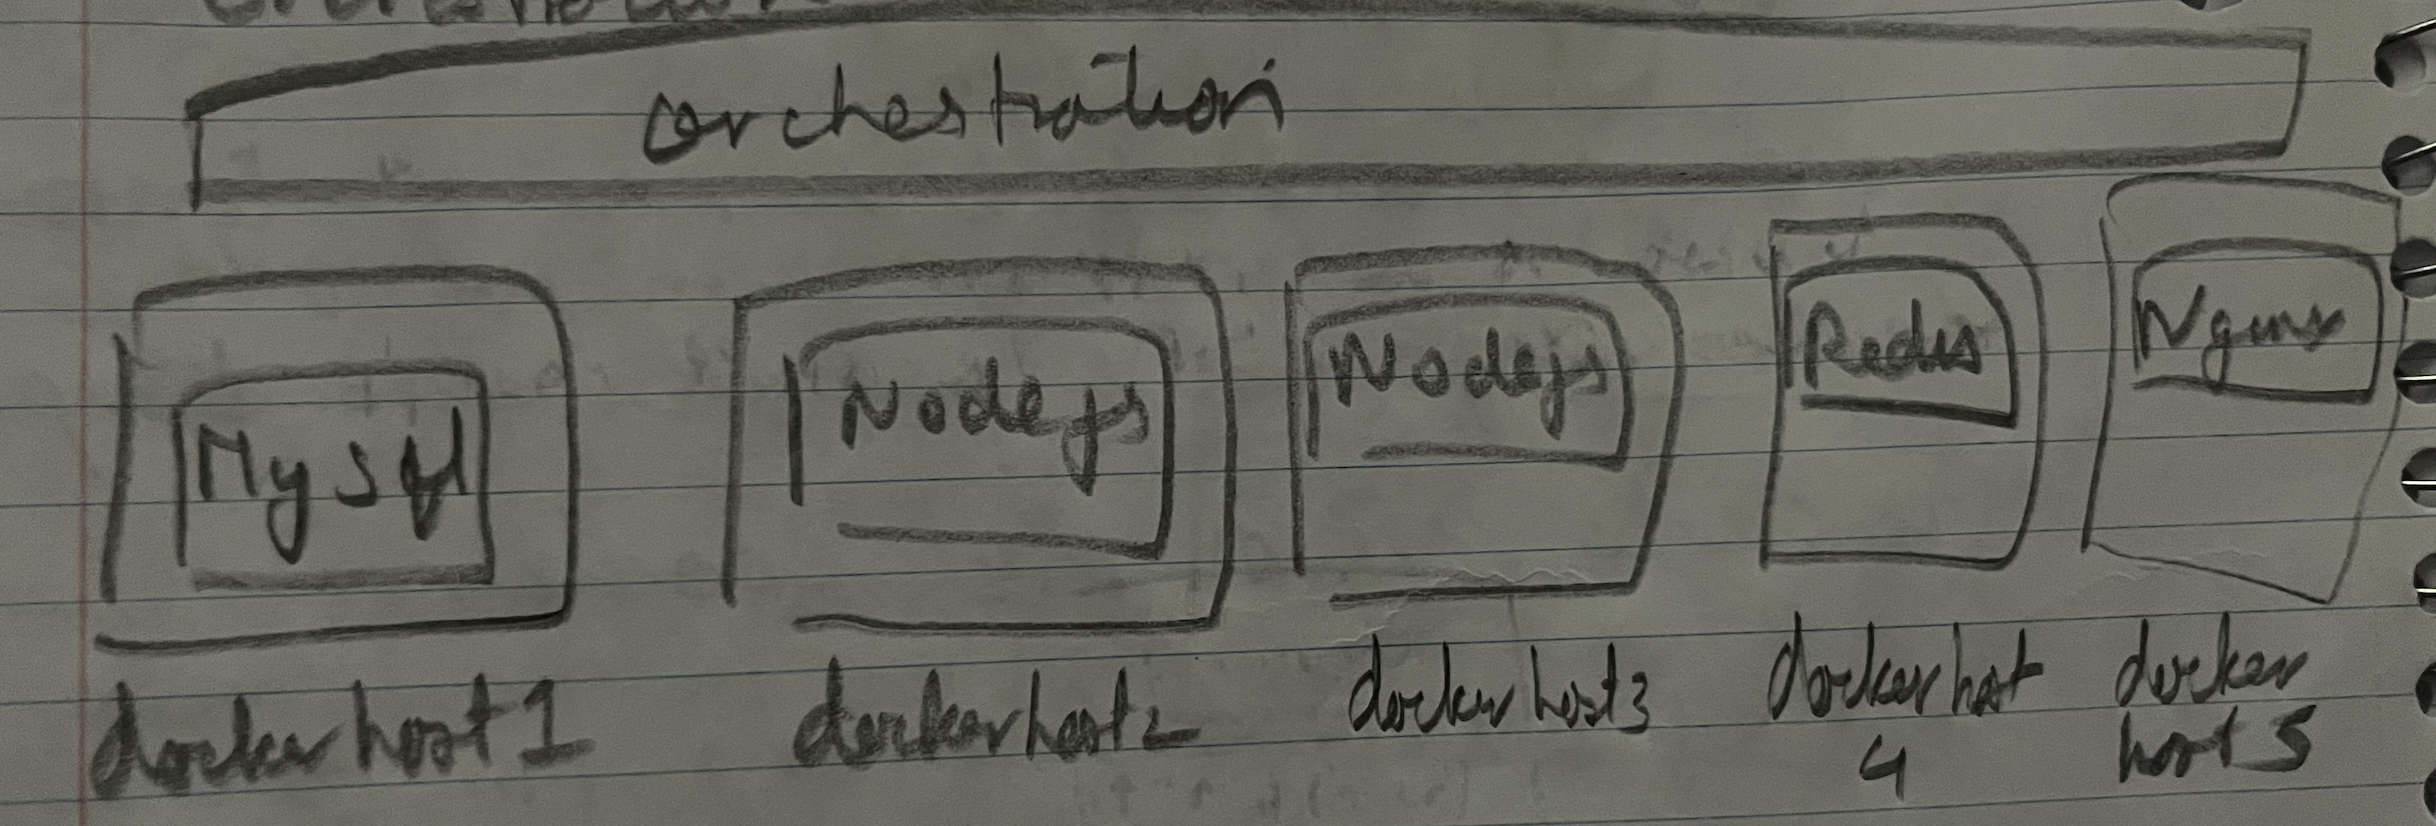 orchestration
orchestration
MySql
Nodejs
Nodejs
Redis
Nginx
docker host 1
docker host 2
docker host 3
docker host
4
docker
host 5